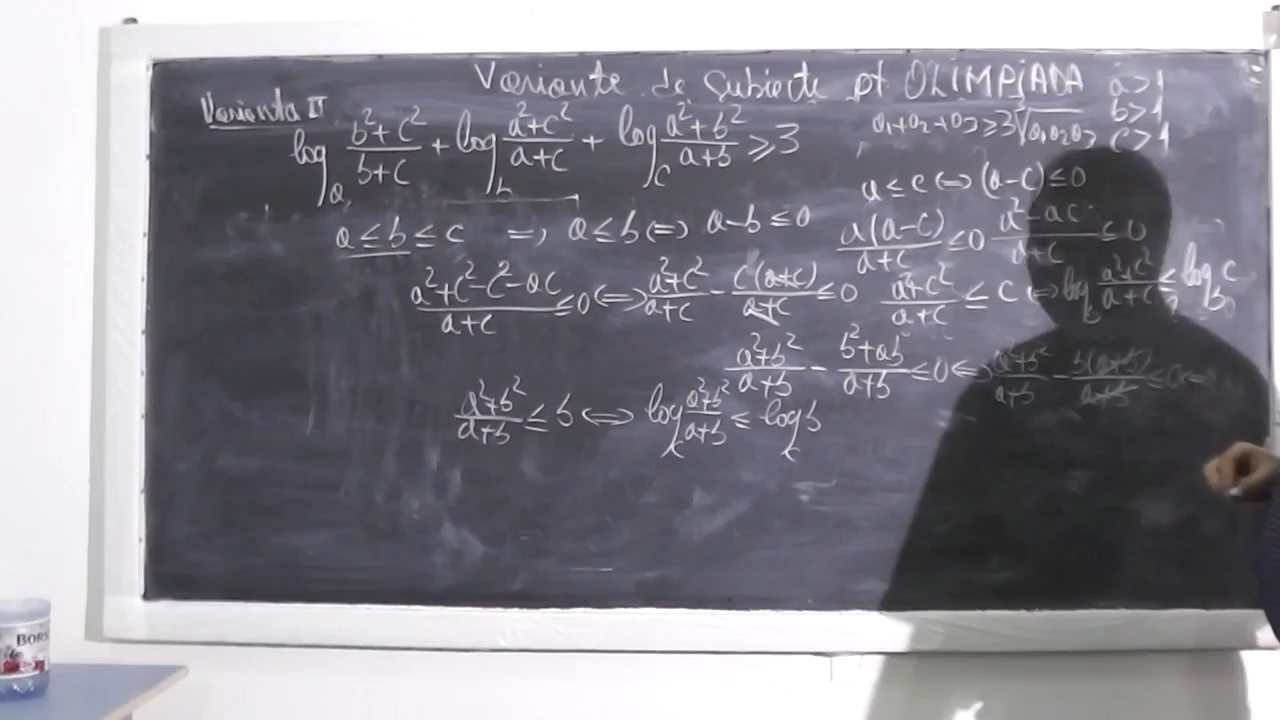 Variante de subiecte pt OLIMPIADA a>1
Varianta II a₁+a₂+a₃≥3∛(a₁a₂a₃) b>1
log_a (b²+c²)/(b+c) + log_b (a²+c²)/(a+c) + log_c (a²+b²)/(a+b) ≥ 3 c>1
a≤c ⇔ (a-c)≤0
a≤b≤c ⇒ a≤b ⇔ a-b≤0 a(a-c)/(a+c) ≤0 (a²-ac)/(a+c) ≤0
(a²+c²-c²-ac)/(a+c) ≤0 ⇔ (a²+c²)/(a+c) - c(a+c)/(a+c) ≤0 (a²+c²)/(a+c) ≤ c ⇔ log_b (a²+c²)/(a+c) ≤ log_b c
(a²+b²)/(a+b) - (b²+ab)/(a+b) ≤0 ⇔ (a²+b²)/(a+b) - b(a+b)/(a+b) ≤0 ⇔
(a²+b²)/(a+b) ≤ b ⇔ log_c (a²+b²)/(a+b) ≤ log_c b
BORS